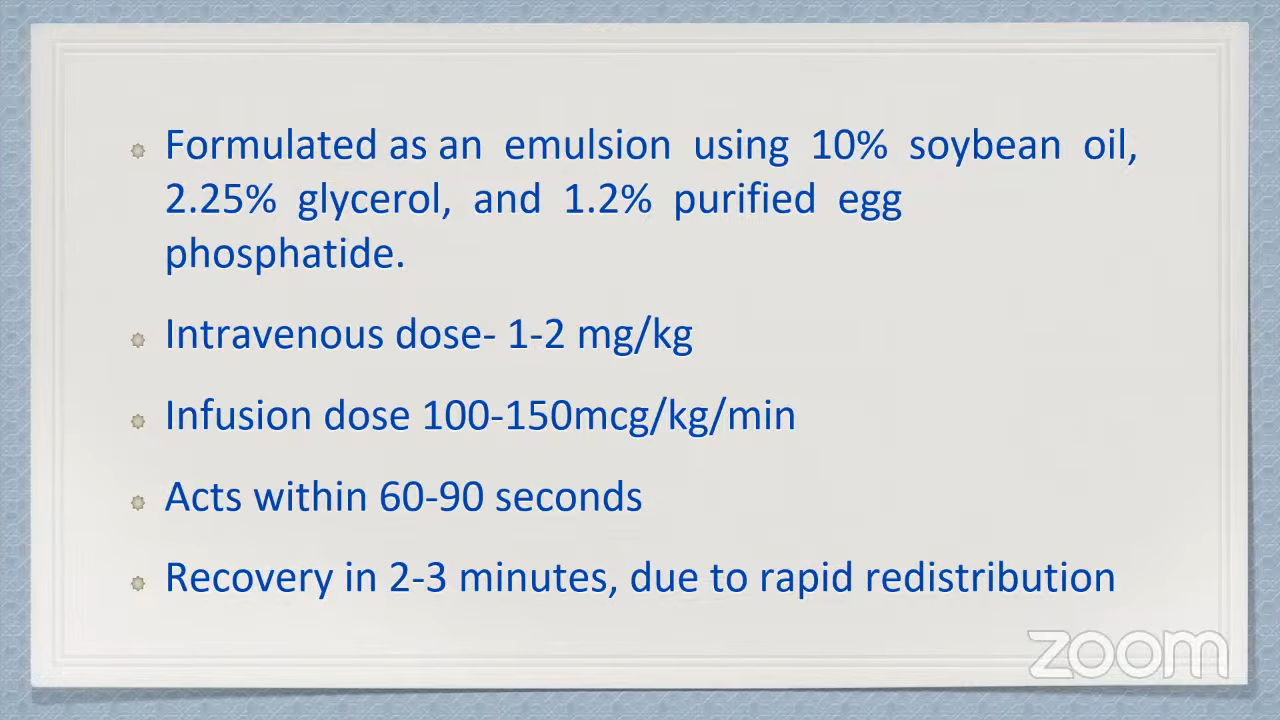 Formulated as an emulsion using 10% soybean oil,
2.25% glycerol, and 1.2% purified egg
phosphatide.
Intravenous dose- 1-2 mg/kg
Infusion dose 100-150mcg/kg/min
Acts within 60-90 seconds
Recovery in 2-3 minutes, due to rapid redistribution
zoom